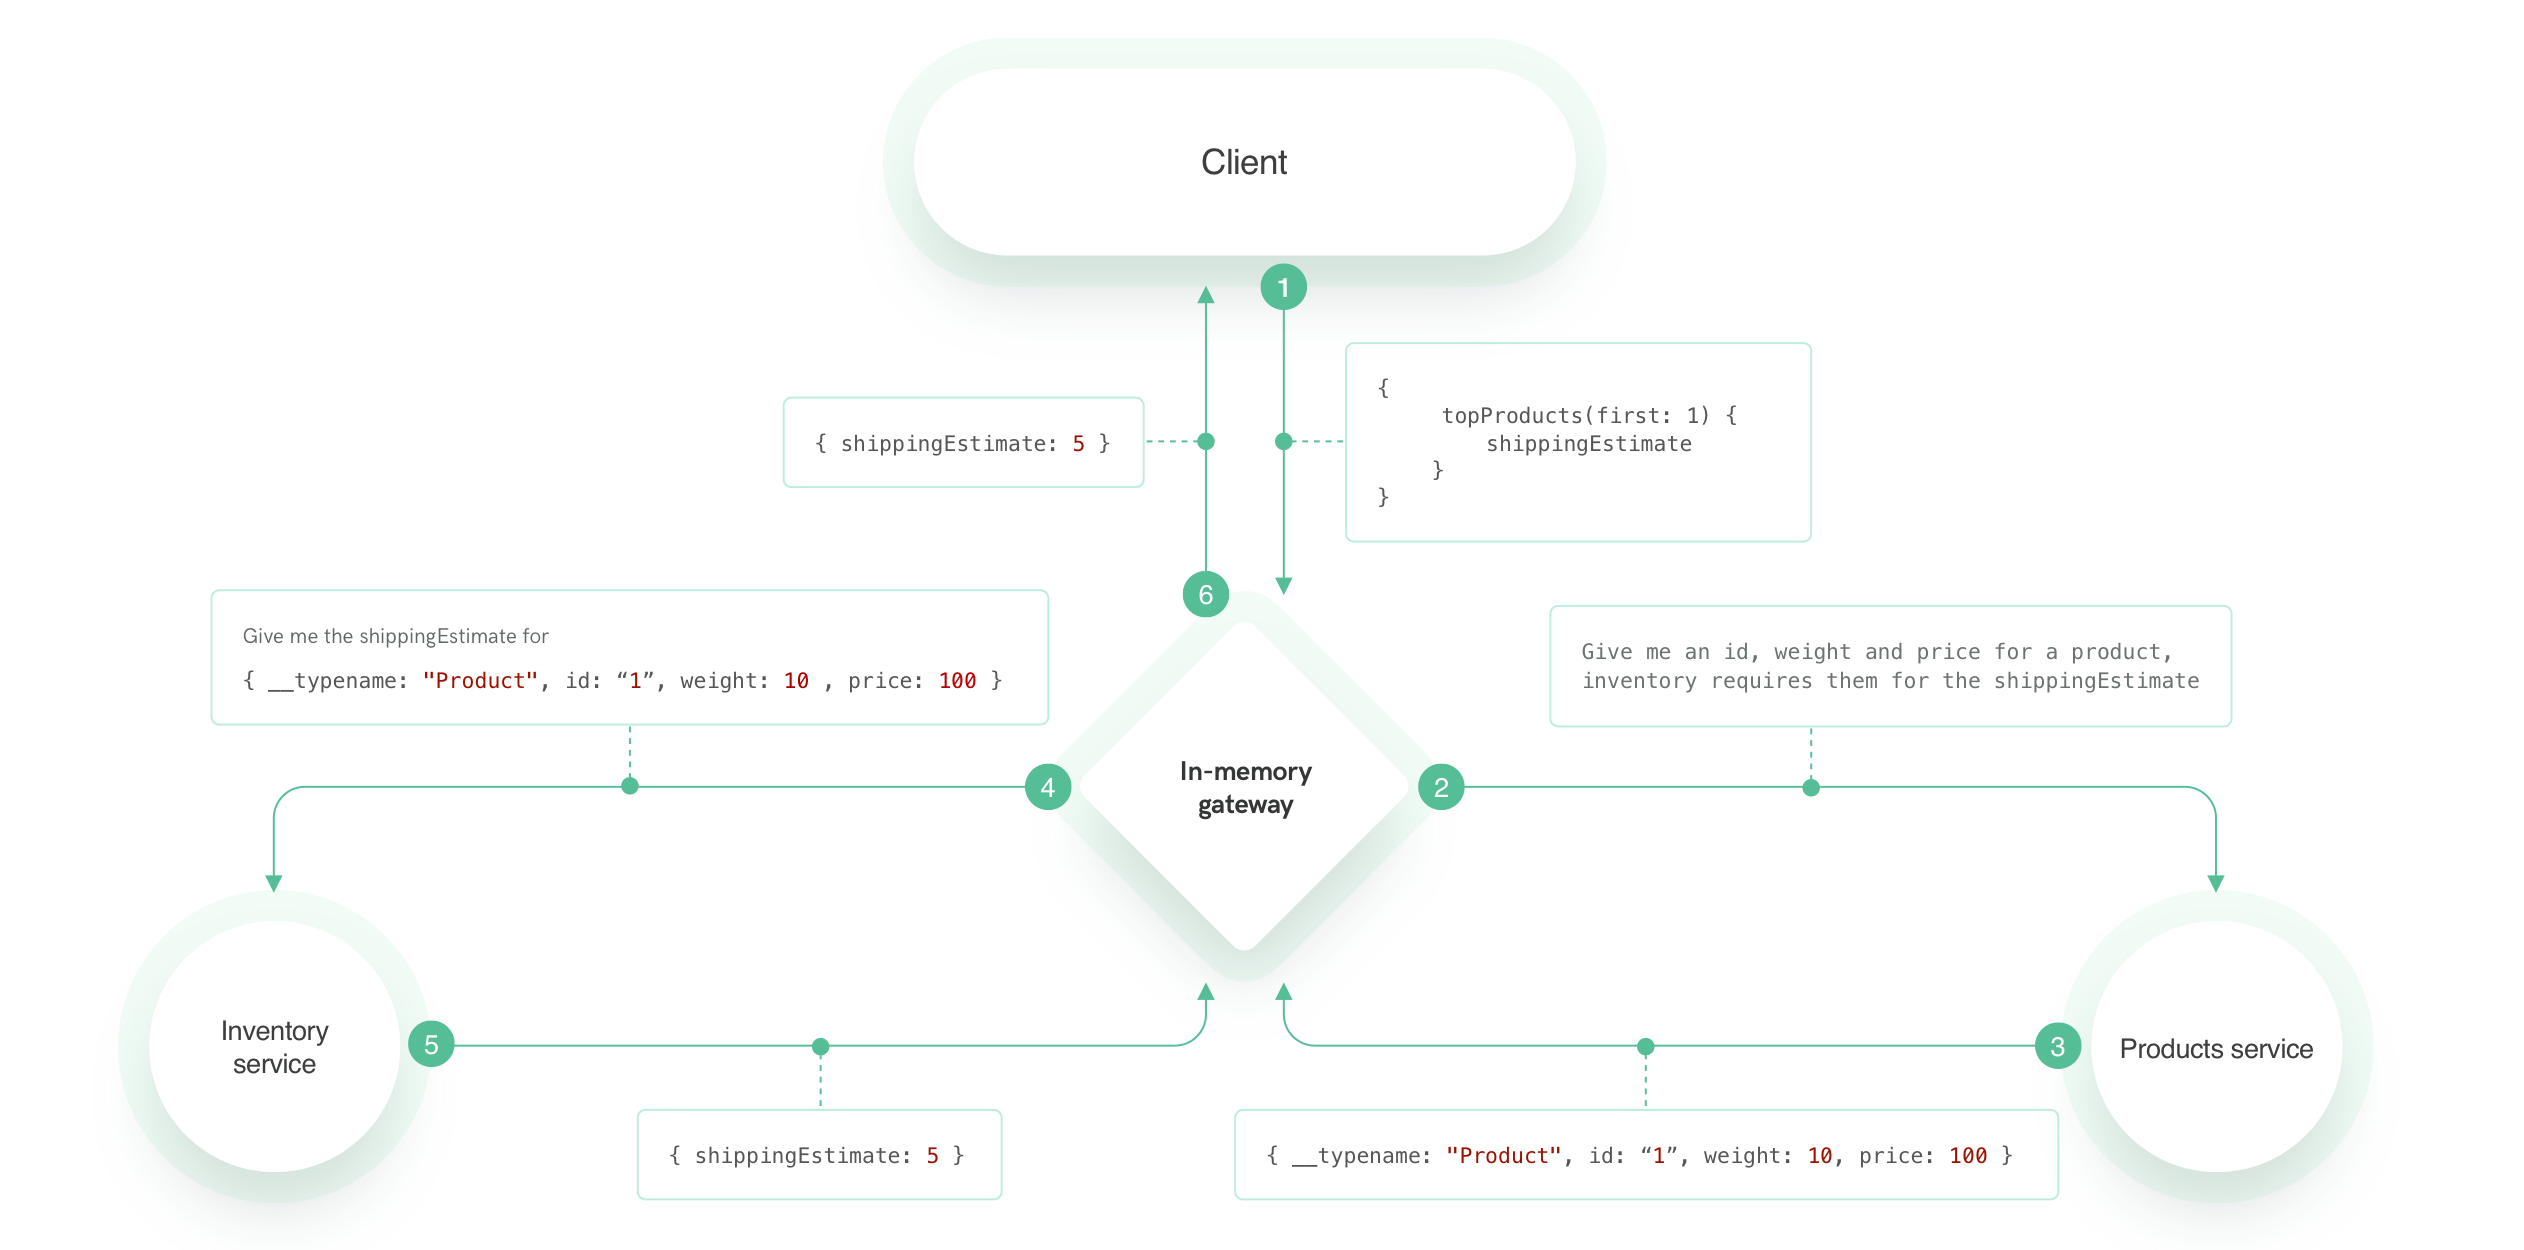 Client
1
{
topProducts(first: 1) {
shippingEstimate
}
}
{ shippingEstimate: 5 }
6
Give me the shippingEstimate for
{ __typename: "Product", id: “1”, weight: 10 , price: 100 }
Give me an id, weight and price for a product,
inventory requires them for the shippingEstimate
4
In-memory
gateway
2
Inventory
service
5
3
Products service
{ shippingEstimate: 5 }
{ __typename: "Product", id: “1”, weight: 10, price: 100 }